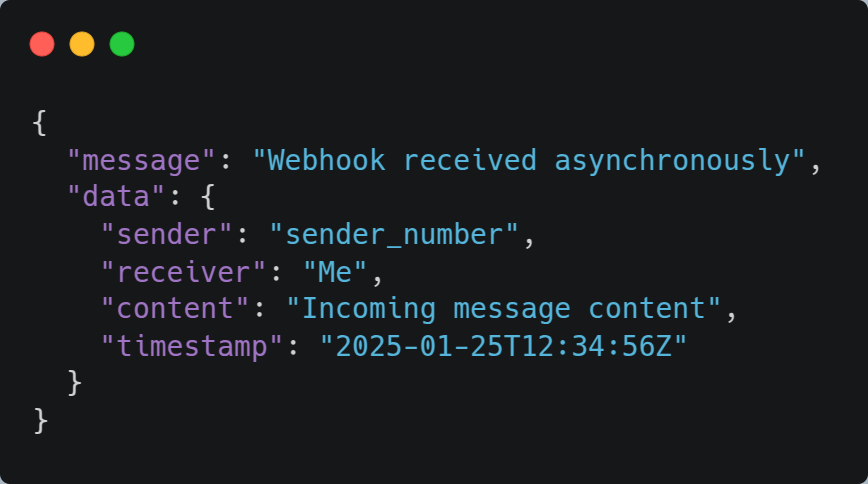 {
  "message": "Webhook received asynchronously",
  "data": {
    "sender": "sender_number",
    "receiver": "Me",
    "content": "Incoming message content",
    "timestamp": "2025-01-25T12:34:56Z"
  }
}